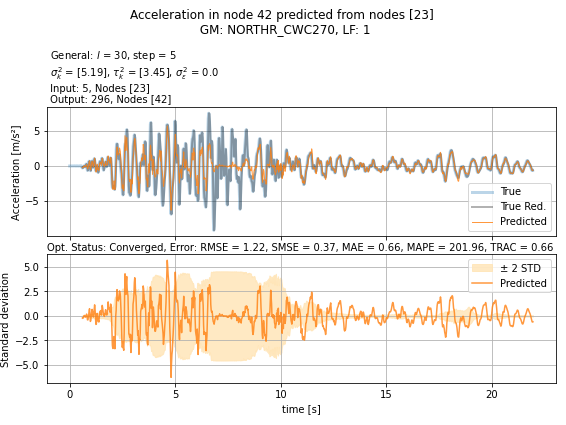 Acceleration in node 42 predicted from nodes [23]
GM: NORTHR_CWC270, LF: 1
General: l = 30, step = 5
σ²_k = [5.19], τ²_k = [3.45], σ²_ε = 0.0
Input: 5, Nodes [23]
Output: 296, Nodes [42]
Acceleration [m/s²]
5
0
−5
True
True Red.
Predicted
Opt. Status: Converged, Error: RMSE = 1.22, SMSE = 0.37, MAE = 0.66, MAPE = 201.96, TRAC = 0.66
Standard deviation
5.0
2.5
0.0
−2.5
−5.0
± 2 STD
Predicted
0 5 10 15 20
time [s]